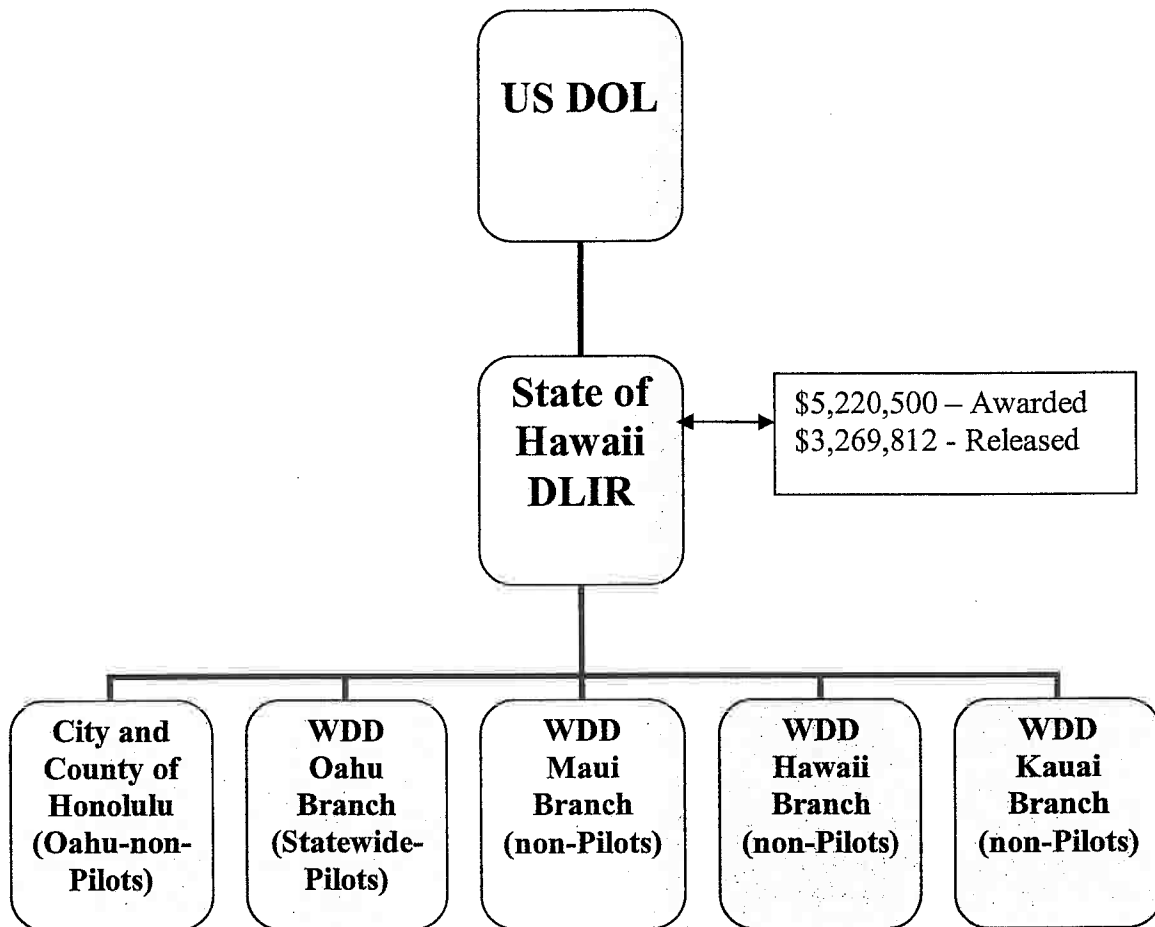 US DOL
State of
Hawaii
DLIR
$5,220,500 – Awarded
$3,269,812 - Released
City and
County of
Honolulu
(Oahu-non-
Pilots)
WDD
Oahu
Branch
(Statewide-
Pilots)
WDD
Maui
Branch
(non-Pilots)
WDD
Hawaii
Branch
(non-Pilots)
WDD
Kauai
Branch
(non-Pilots)